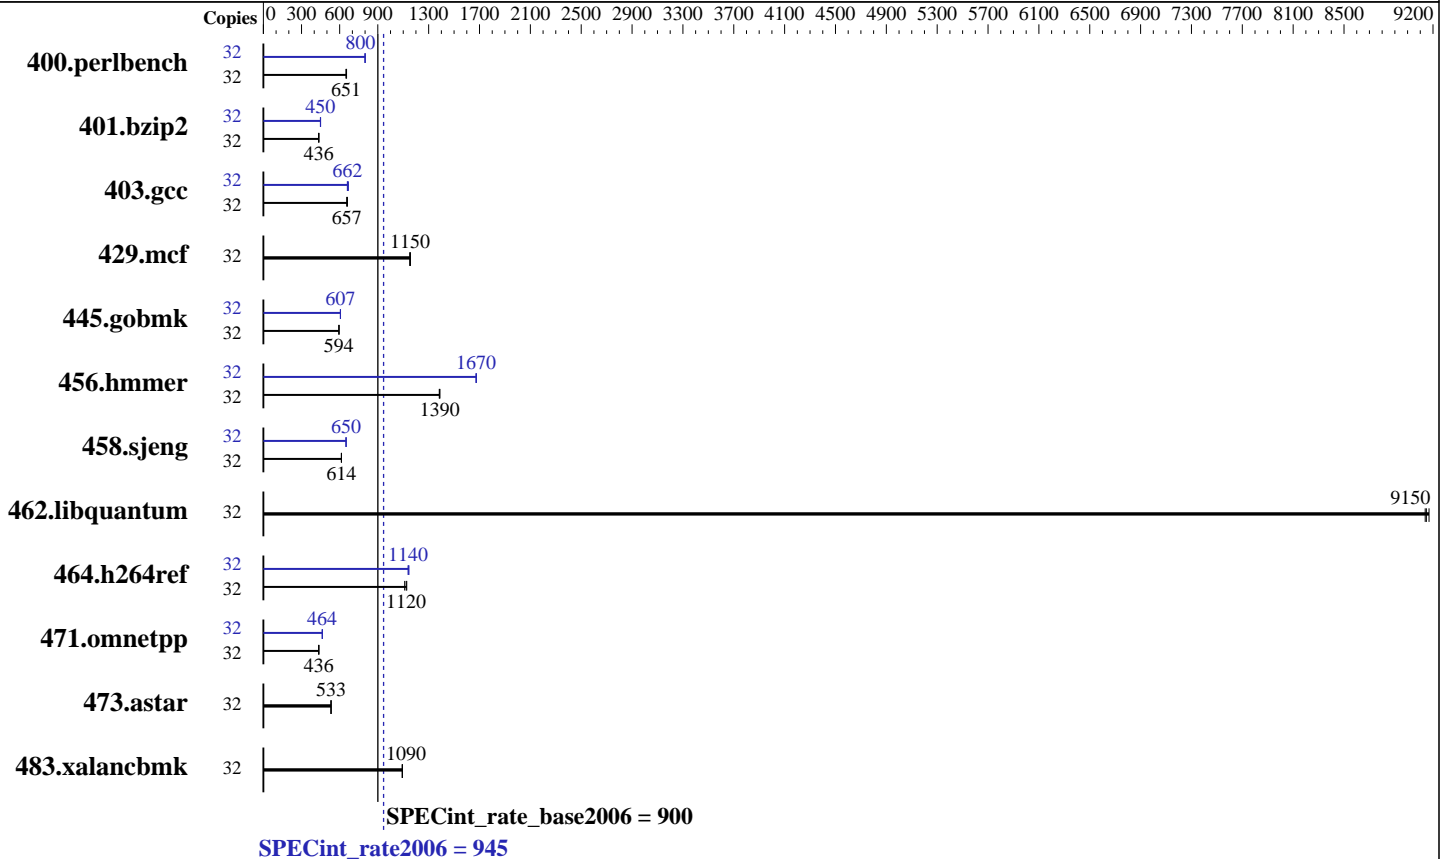 Copies 0 300 600 900 1300 1700 2100 2500 2900 3300 3700 4100 4500 4900 5300 5700 6100 6500 6900 7300 7700 8100 8500 9200
400.perlbench 32 800
32 651
401.bzip2 32 450
32 436
403.gcc 32 662
32 657
429.mcf 32 1150
445.gobmk 32 607
32 594
456.hmmer 32 1670
32 1390
458.sjeng 32 650
32 614
462.libquantum 32 9150
464.h264ref 32 1140
32 1120
471.omnetpp 32 464
32 436
473.astar 32 533
483.xalancbmk 32 1090
SPECint_rate_base2006 = 900
SPECint_rate2006 = 945